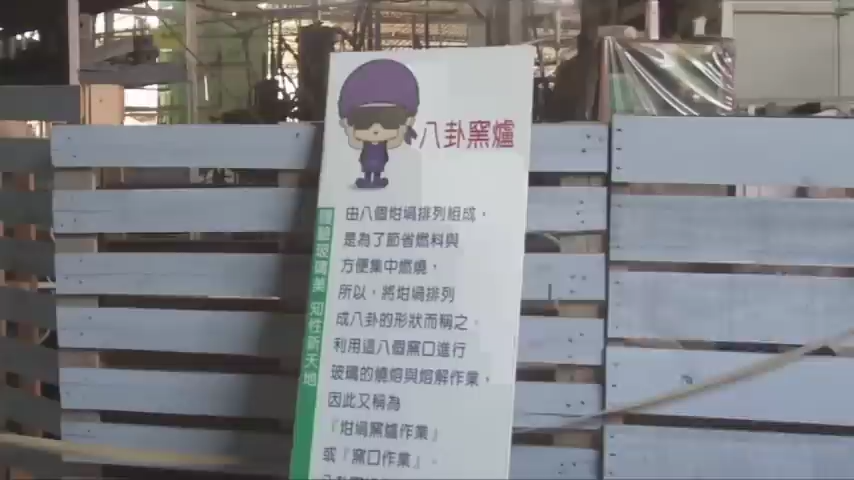 八卦窯爐
由八個坩堝排列組成,
是為了節省燃料與
方便集中燃燒,
所以,將坩堝排列
成八卦的形狀而稱之。
利用這八個窯口進行
玻璃的燒熔與熔解作業,
因此又稱為
『坩堝窯爐作業』
或『窯口作業』。
玻璃美 知性新天地